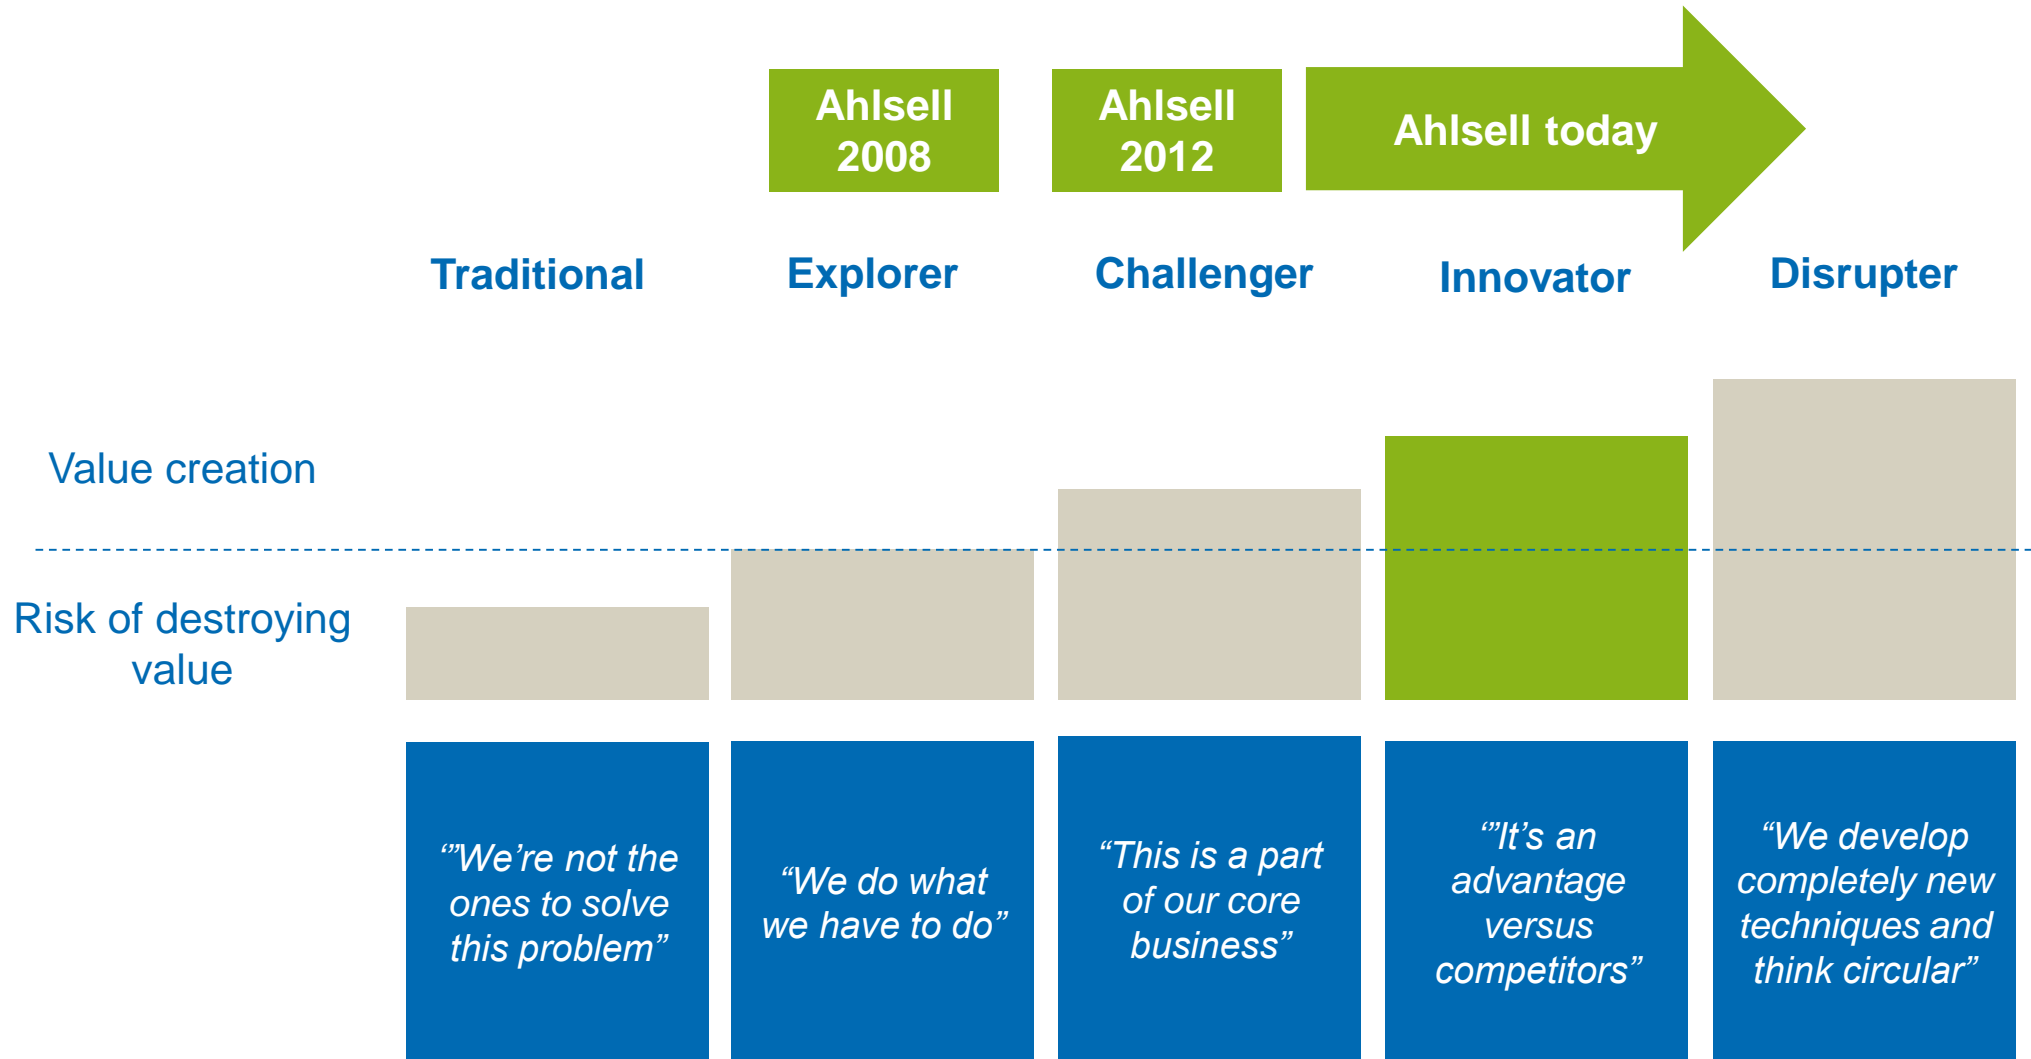 Ahlsell
2008
Ahlsell
2012
Ahlsell today
Traditional
Explorer
Challenger
Innovator
Disrupter
Value creation
Risk of destroying
value
‘”We’re not the
ones to solve
this problem”
“We do what
we have to do”
“This is a part
of our core
business”
‘”It’s an
advantage
versus
competitors”
“We develop
completely new
techniques and
think circular”